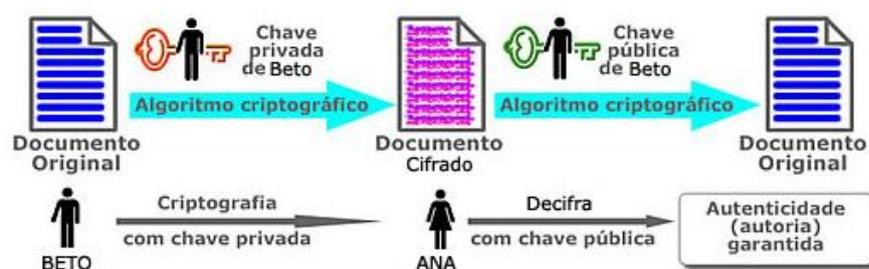 Chave
privada
de Beto
Chave
pública
de Beto
Algoritmo criptográfico
Algoritmo criptográfico
Documento
Original
Documento
Cifrado
Documento
Original
Criptografia
com chave privada
Decifra
com chave pública
Autenticidade
(autoria)
garantida
BETO
ANA